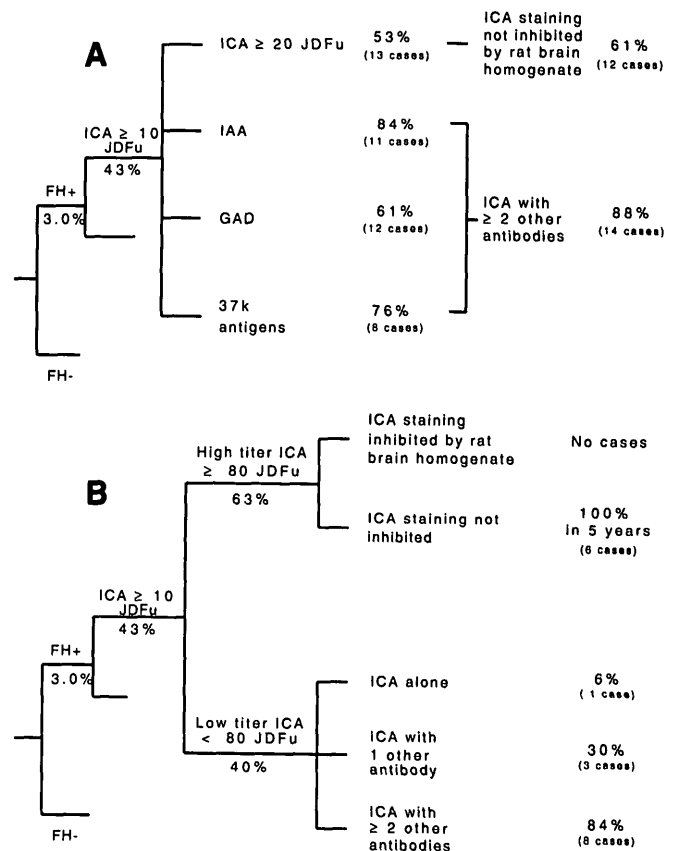 A
ICA ≥ 20 JDFu
53%
(13 cases)
ICA staining
not inhibited
by rat brain
homogenate
61%
(12 cases)
ICA ≥ 10
JDFu
43%
IAA
84%
(11 cases)
FH+
3.0%
GAD
61%
(12 cases)
ICA with
≥ 2 other
antibodies
88%
(14 cases)
37k
antigens
76%
(8 cases)
FH-
B
High titer ICA
≥ 80 JDFu
63%
ICA staining
inhibited by rat
brain homogenate
No cases
ICA staining not
inhibited
100%
in 5 years
(6 cases)
ICA ≥ 10
JDFu
43%
FH+
3.0%
Low titer ICA
< 80 JDFu
40%
ICA alone
6%
( 1 case)
ICA with
1 other
antibody
30%
(3 cases)
ICA with
≥ 2 other
antibodies
84%
(8 cases)
FH-